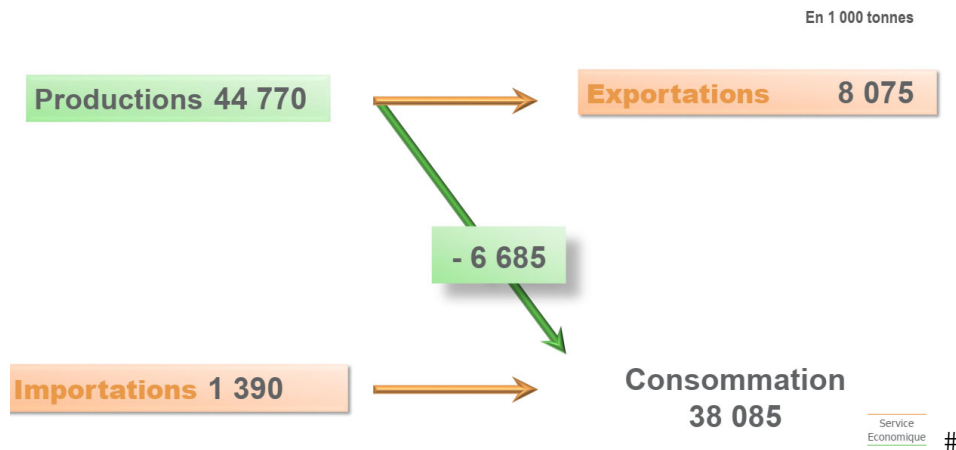 En 1 000 tonnes
Productions 44 770
Exportations 8 075
- 6 685
Importations 1 390
Consommation
38 085
Service
Economique
#